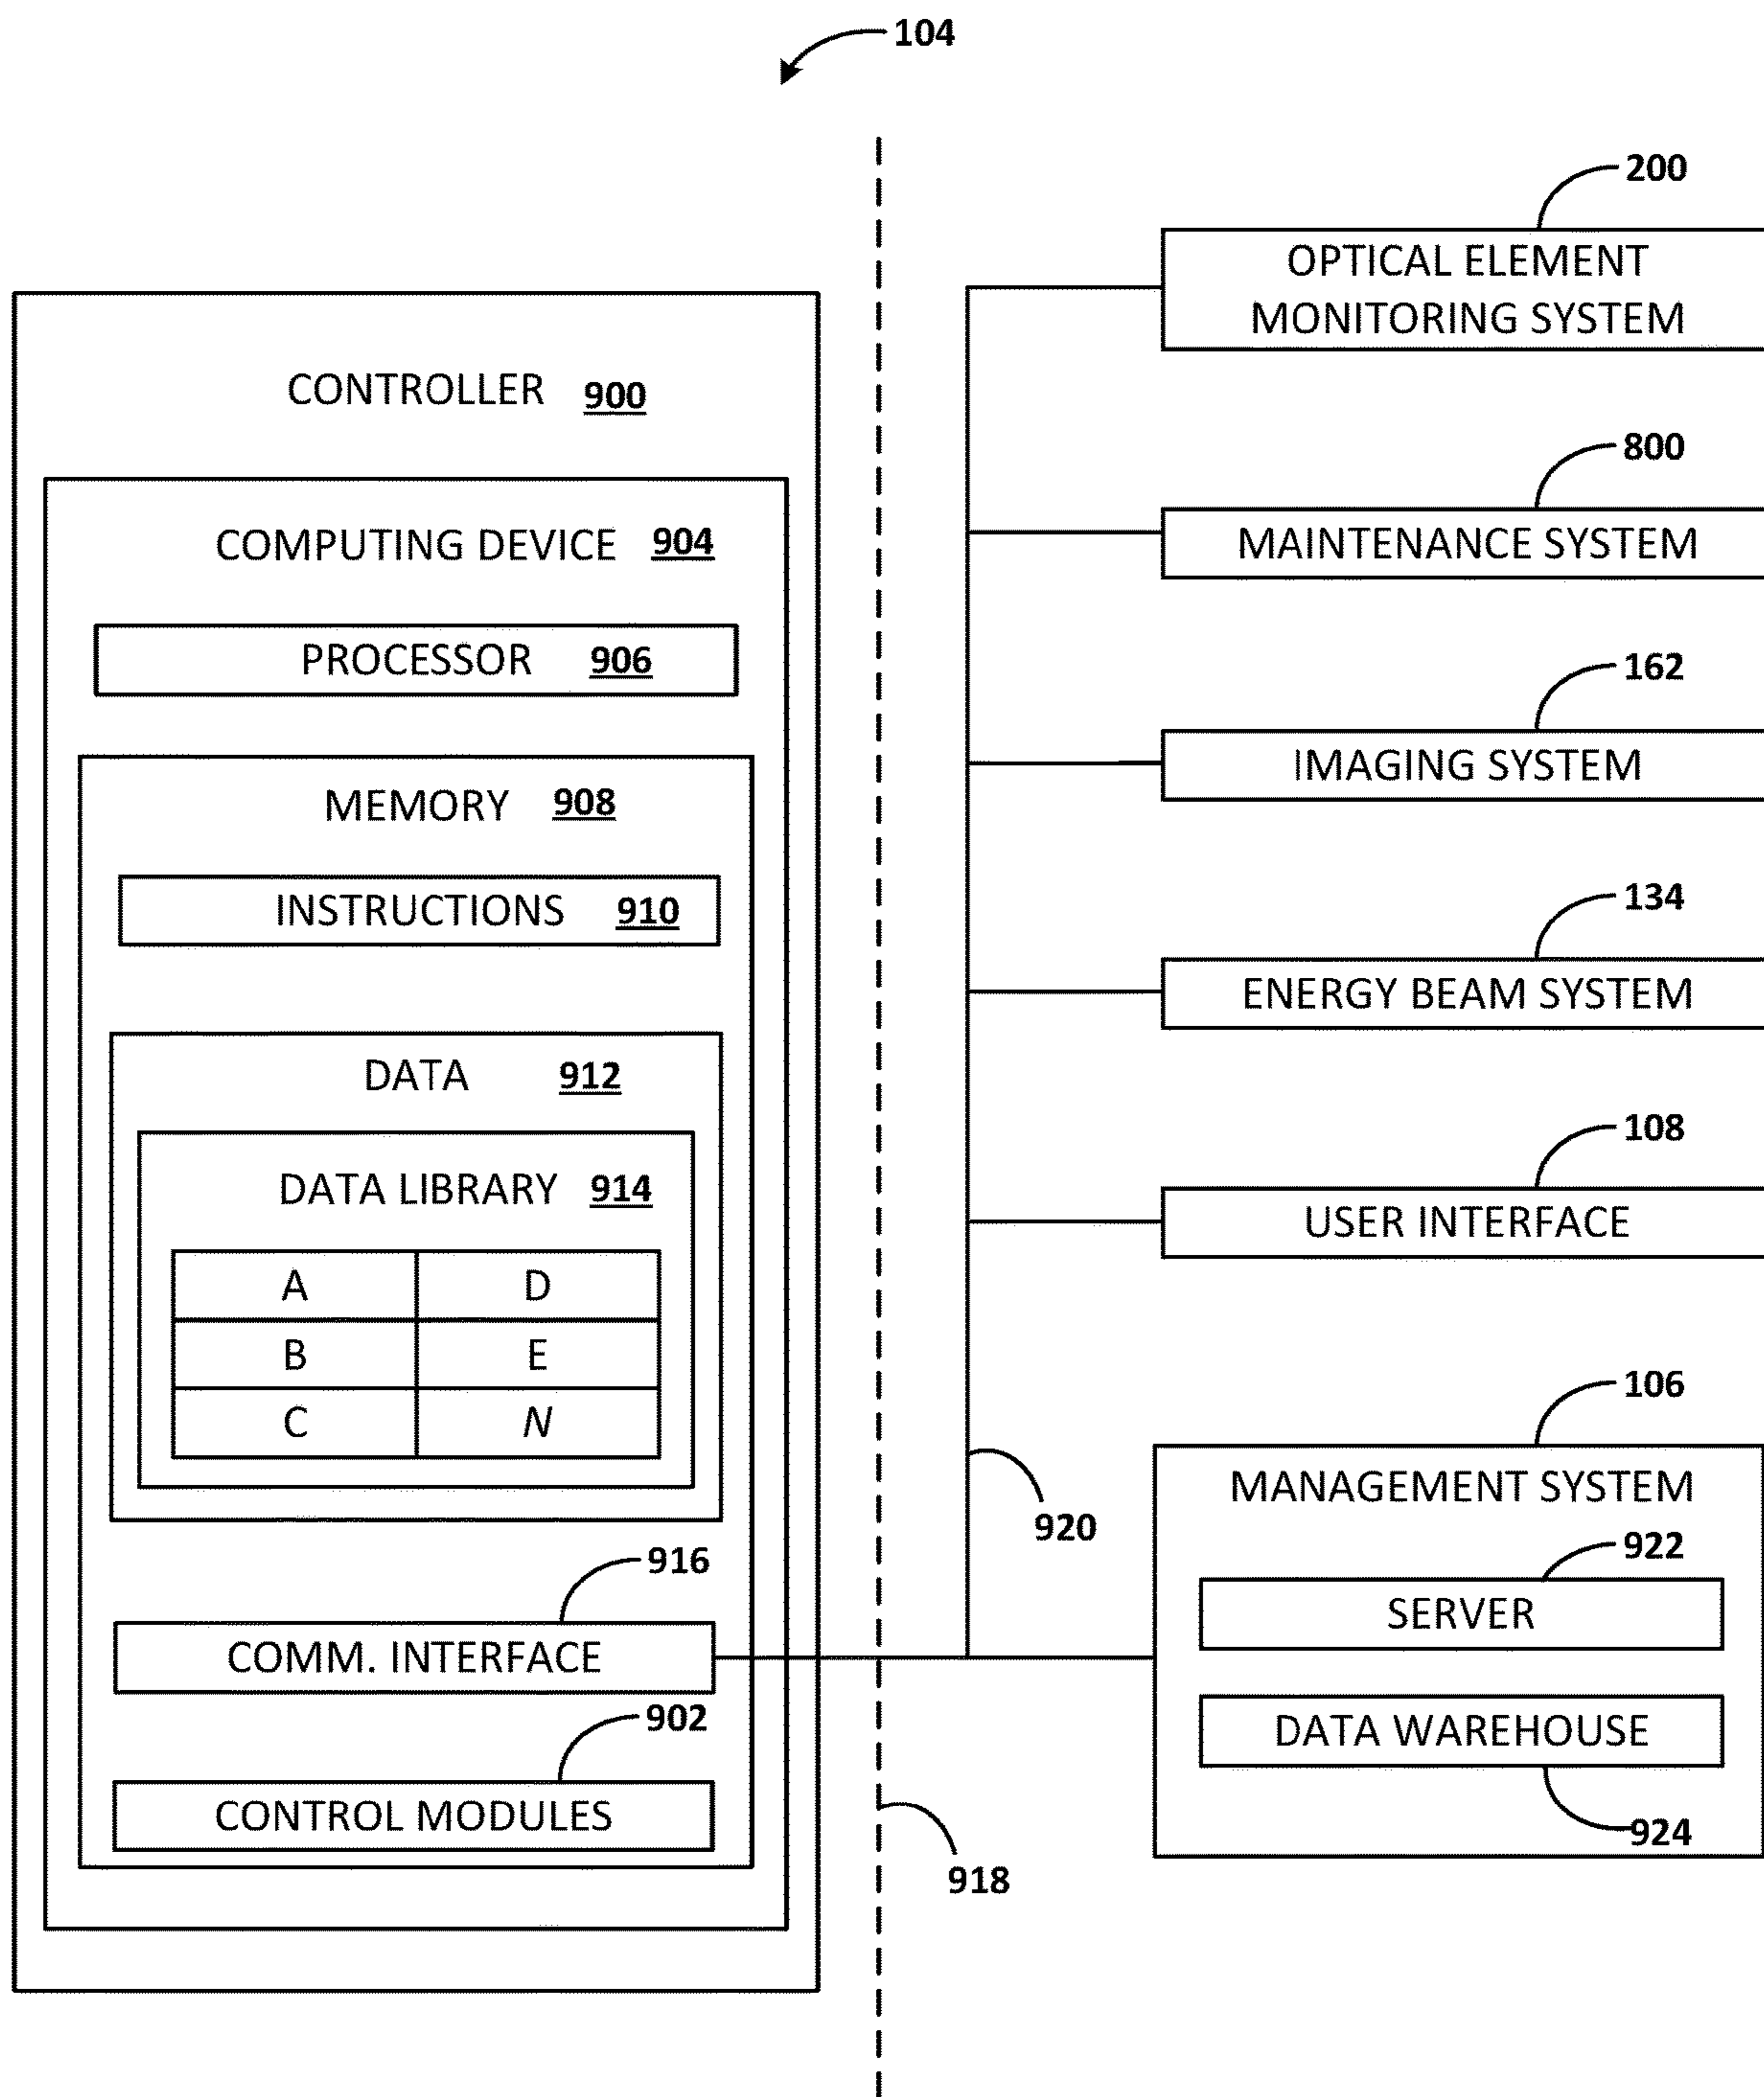 104
CONTROLLER 900
COMPUTING DEVICE 904
PROCESSOR 906
MEMORY 908
INSTRUCTIONS 910
DATA 912
DATA LIBRARY 914
A D
B E
C N
916
COMM. INTERFACE
902
CONTROL MODULES
918
920
200
OPTICAL ELEMENT
MONITORING SYSTEM
800
MAINTENANCE SYSTEM
162
IMAGING SYSTEM
134
ENERGY BEAM SYSTEM
108
USER INTERFACE
106
MANAGEMENT SYSTEM
922
SERVER
DATA WAREHOUSE
924